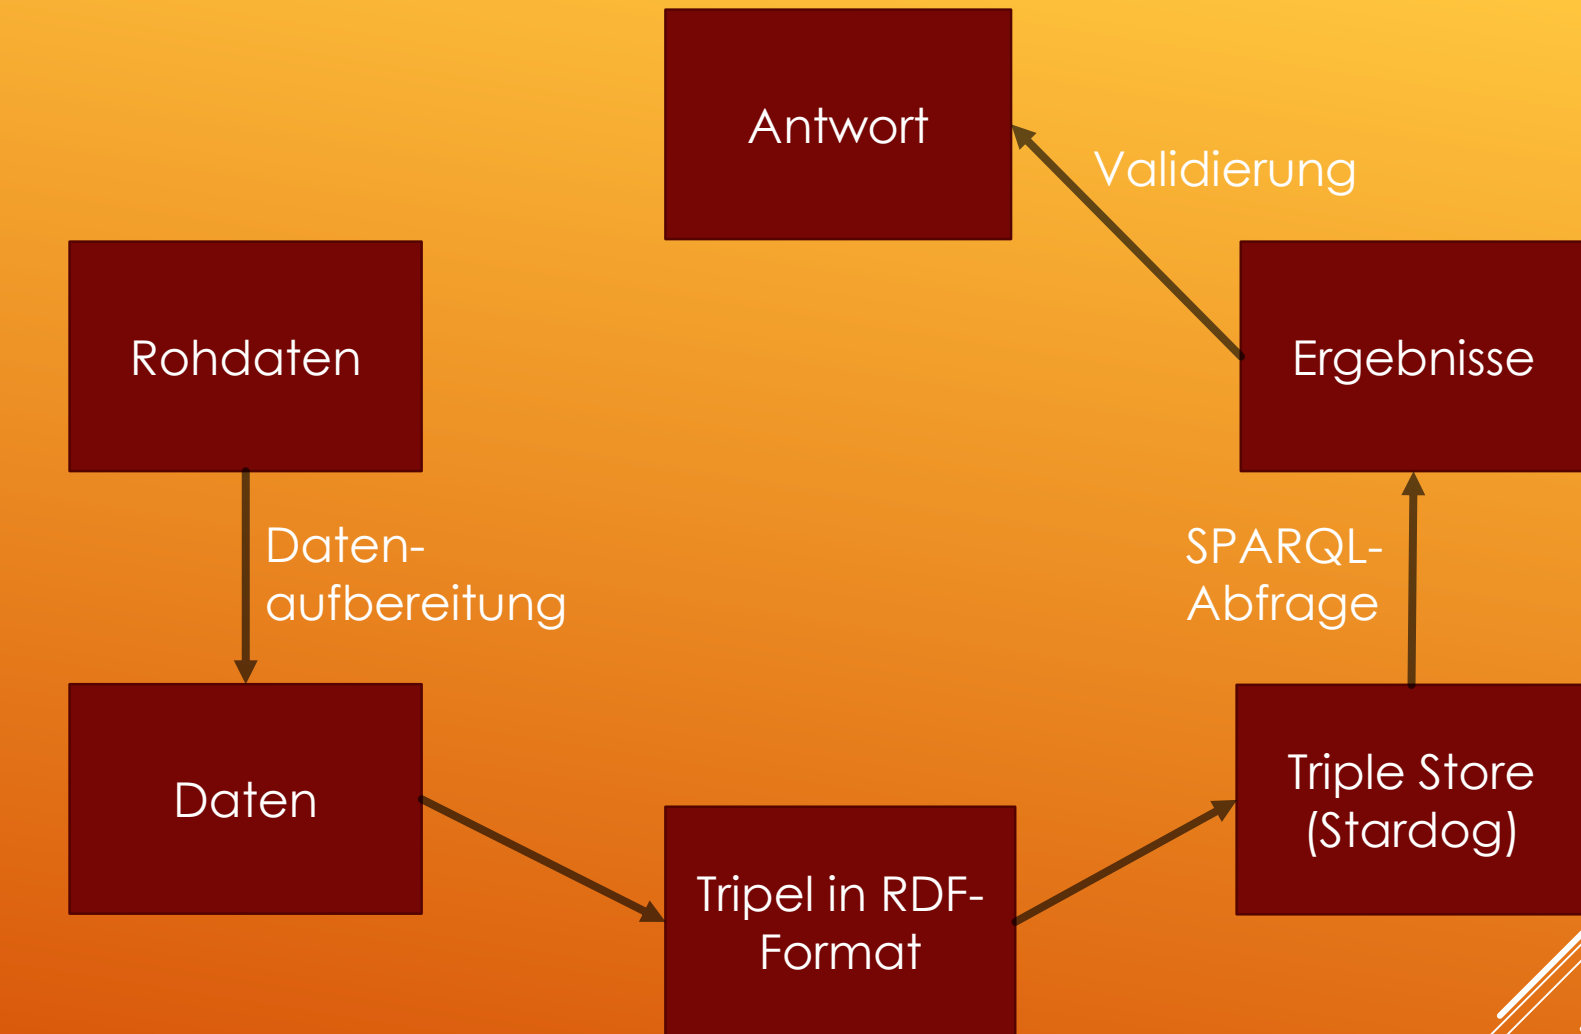 Antwort
Validierung
Rohdaten
Ergebnisse
Daten-
aufbereitung
SPARQL-
Abfrage
Daten
Triple Store
(Stardog)
Tripel in RDF-
Format